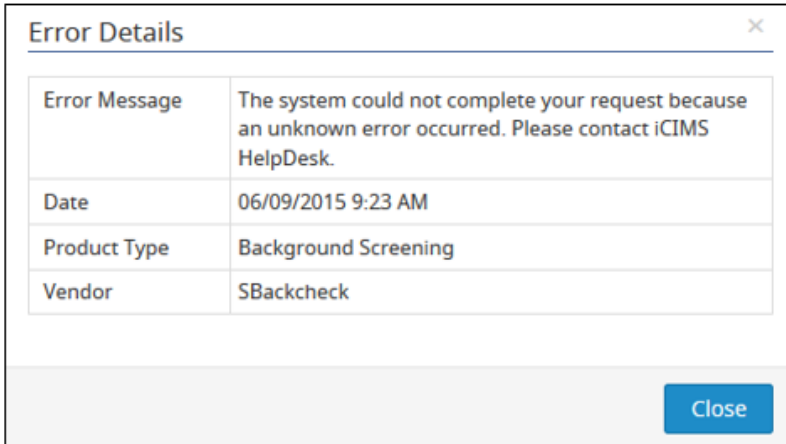 Error Details
×
Error Message
The system could not complete your request because
an unknown error occurred. Please contact iCIMS
HelpDesk.
Date
06/09/2015 9:23 AM
Product Type
Background Screening
Vendor
SBackcheck
Close